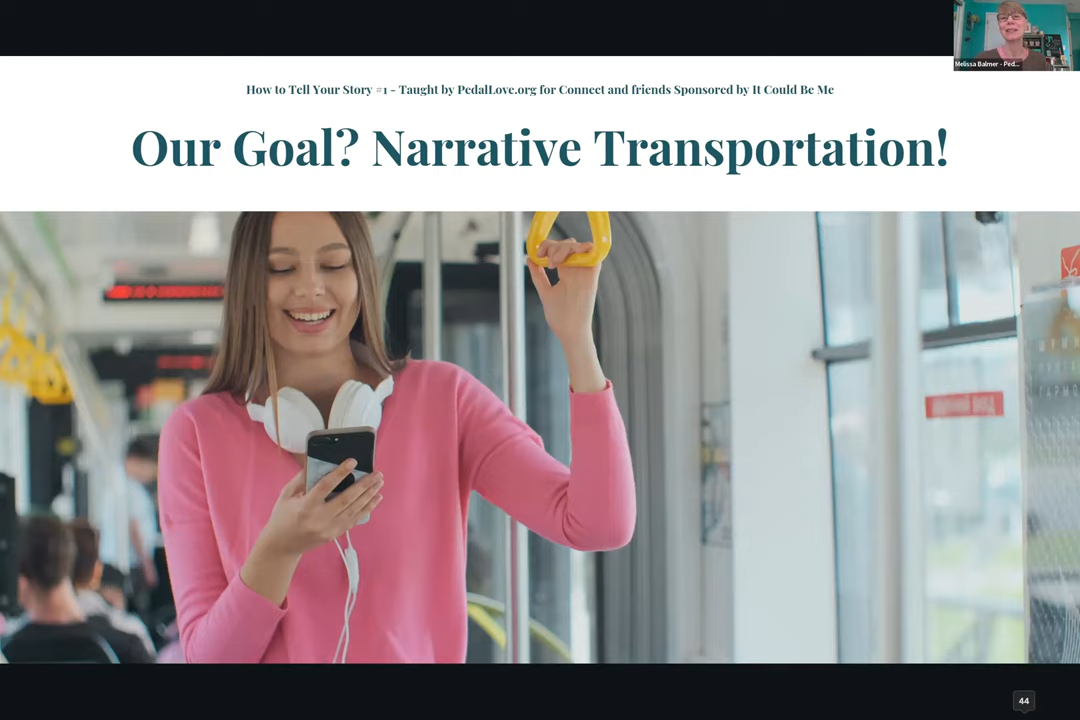 Melissa Balmer - Ped...
How to Tell Your Story #1 - Taught by PedalLove.org for Connect and friends Sponsored by It Could Be Me
Our Goal? Narrative Transportation!
44